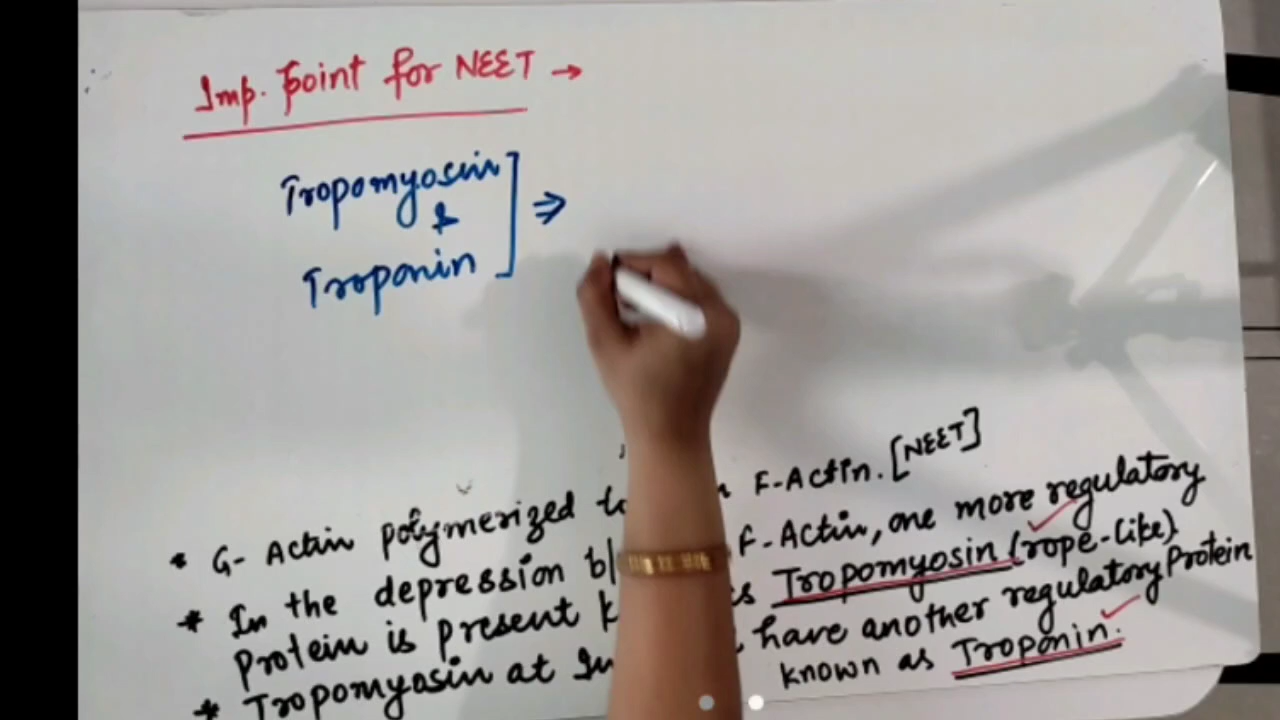 Imp. point for NEET →
Tropomyosin
&
Troponin
⇒
* G- Actin polymerized F-Actin. [NEET]
* In the depression F-Actin, one more regulatory
Protein is present Tropomyosin (rope-like)
* Tropomyosin at have another regulatory Protein
known as Troponin.